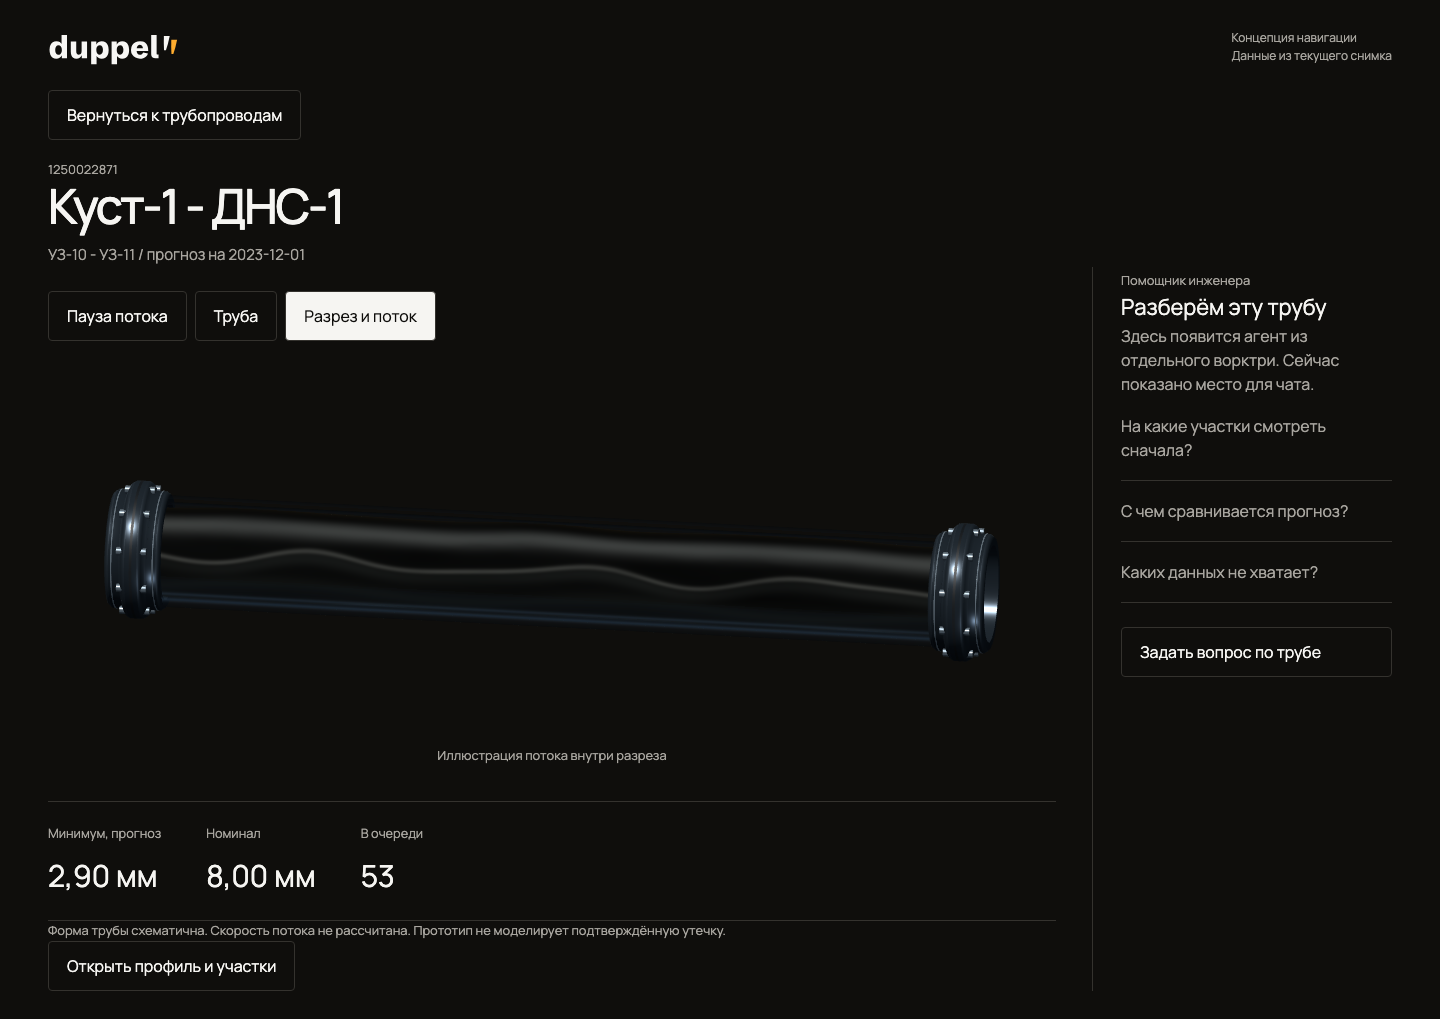 duppel
Концепция навигации
Данные из текущего снимка
Вернуться к трубопроводам
1250022871
Куст-1 - ДНС-1
УЗ-10 - УЗ-11 / прогноз на 2023-12-01
Пауза потока
Труба
Разрез и поток
Иллюстрация потока внутри разреза
Минимум, прогноз
Номинал
В очереди
2,90 мм
8,00 мм
53
Форма трубы схематична. Скорость потока не рассчитана. Прототип не моделирует подтверждённую утечку.
Открыть профиль и участки
Помощник инженера
Разберём эту трубу
Здесь появится агент из
отдельного ворктри. Сейчас
показано место для чата.
На какие участки смотреть
сначала?
С чем сравнивается прогноз?
Каких данных не хватает?
Задать вопрос по трубе